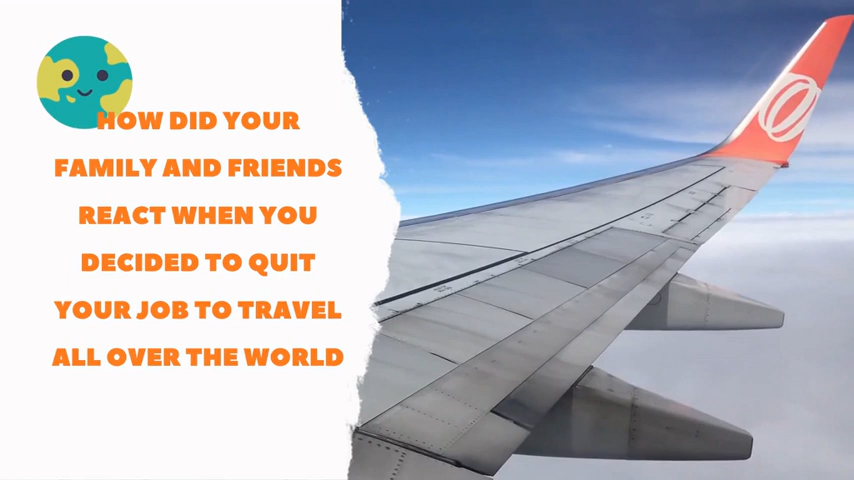 HOW DID YOUR
FAMILY AND FRIENDS
REACT WHEN YOU
DECIDED TO QUIT
YOUR JOB TO TRAVEL
ALL OVER THE WORLD